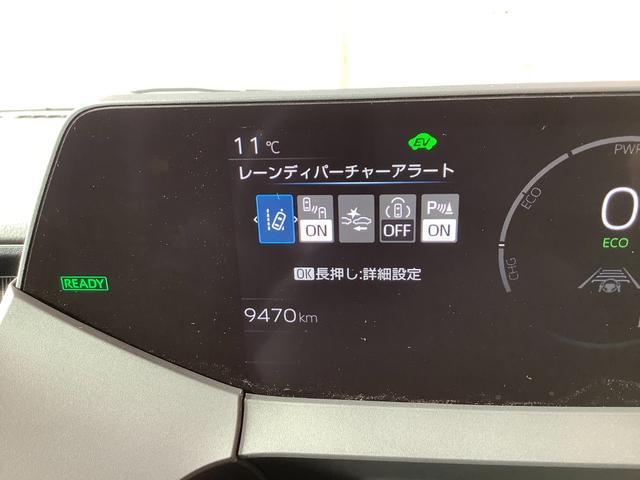 11℃
EV
レーンディパーチャーアラート
ON
OFF
P
ON
OK長押し:詳細設定
READY
9470km
PWR
ECO
0
ECO
CHG